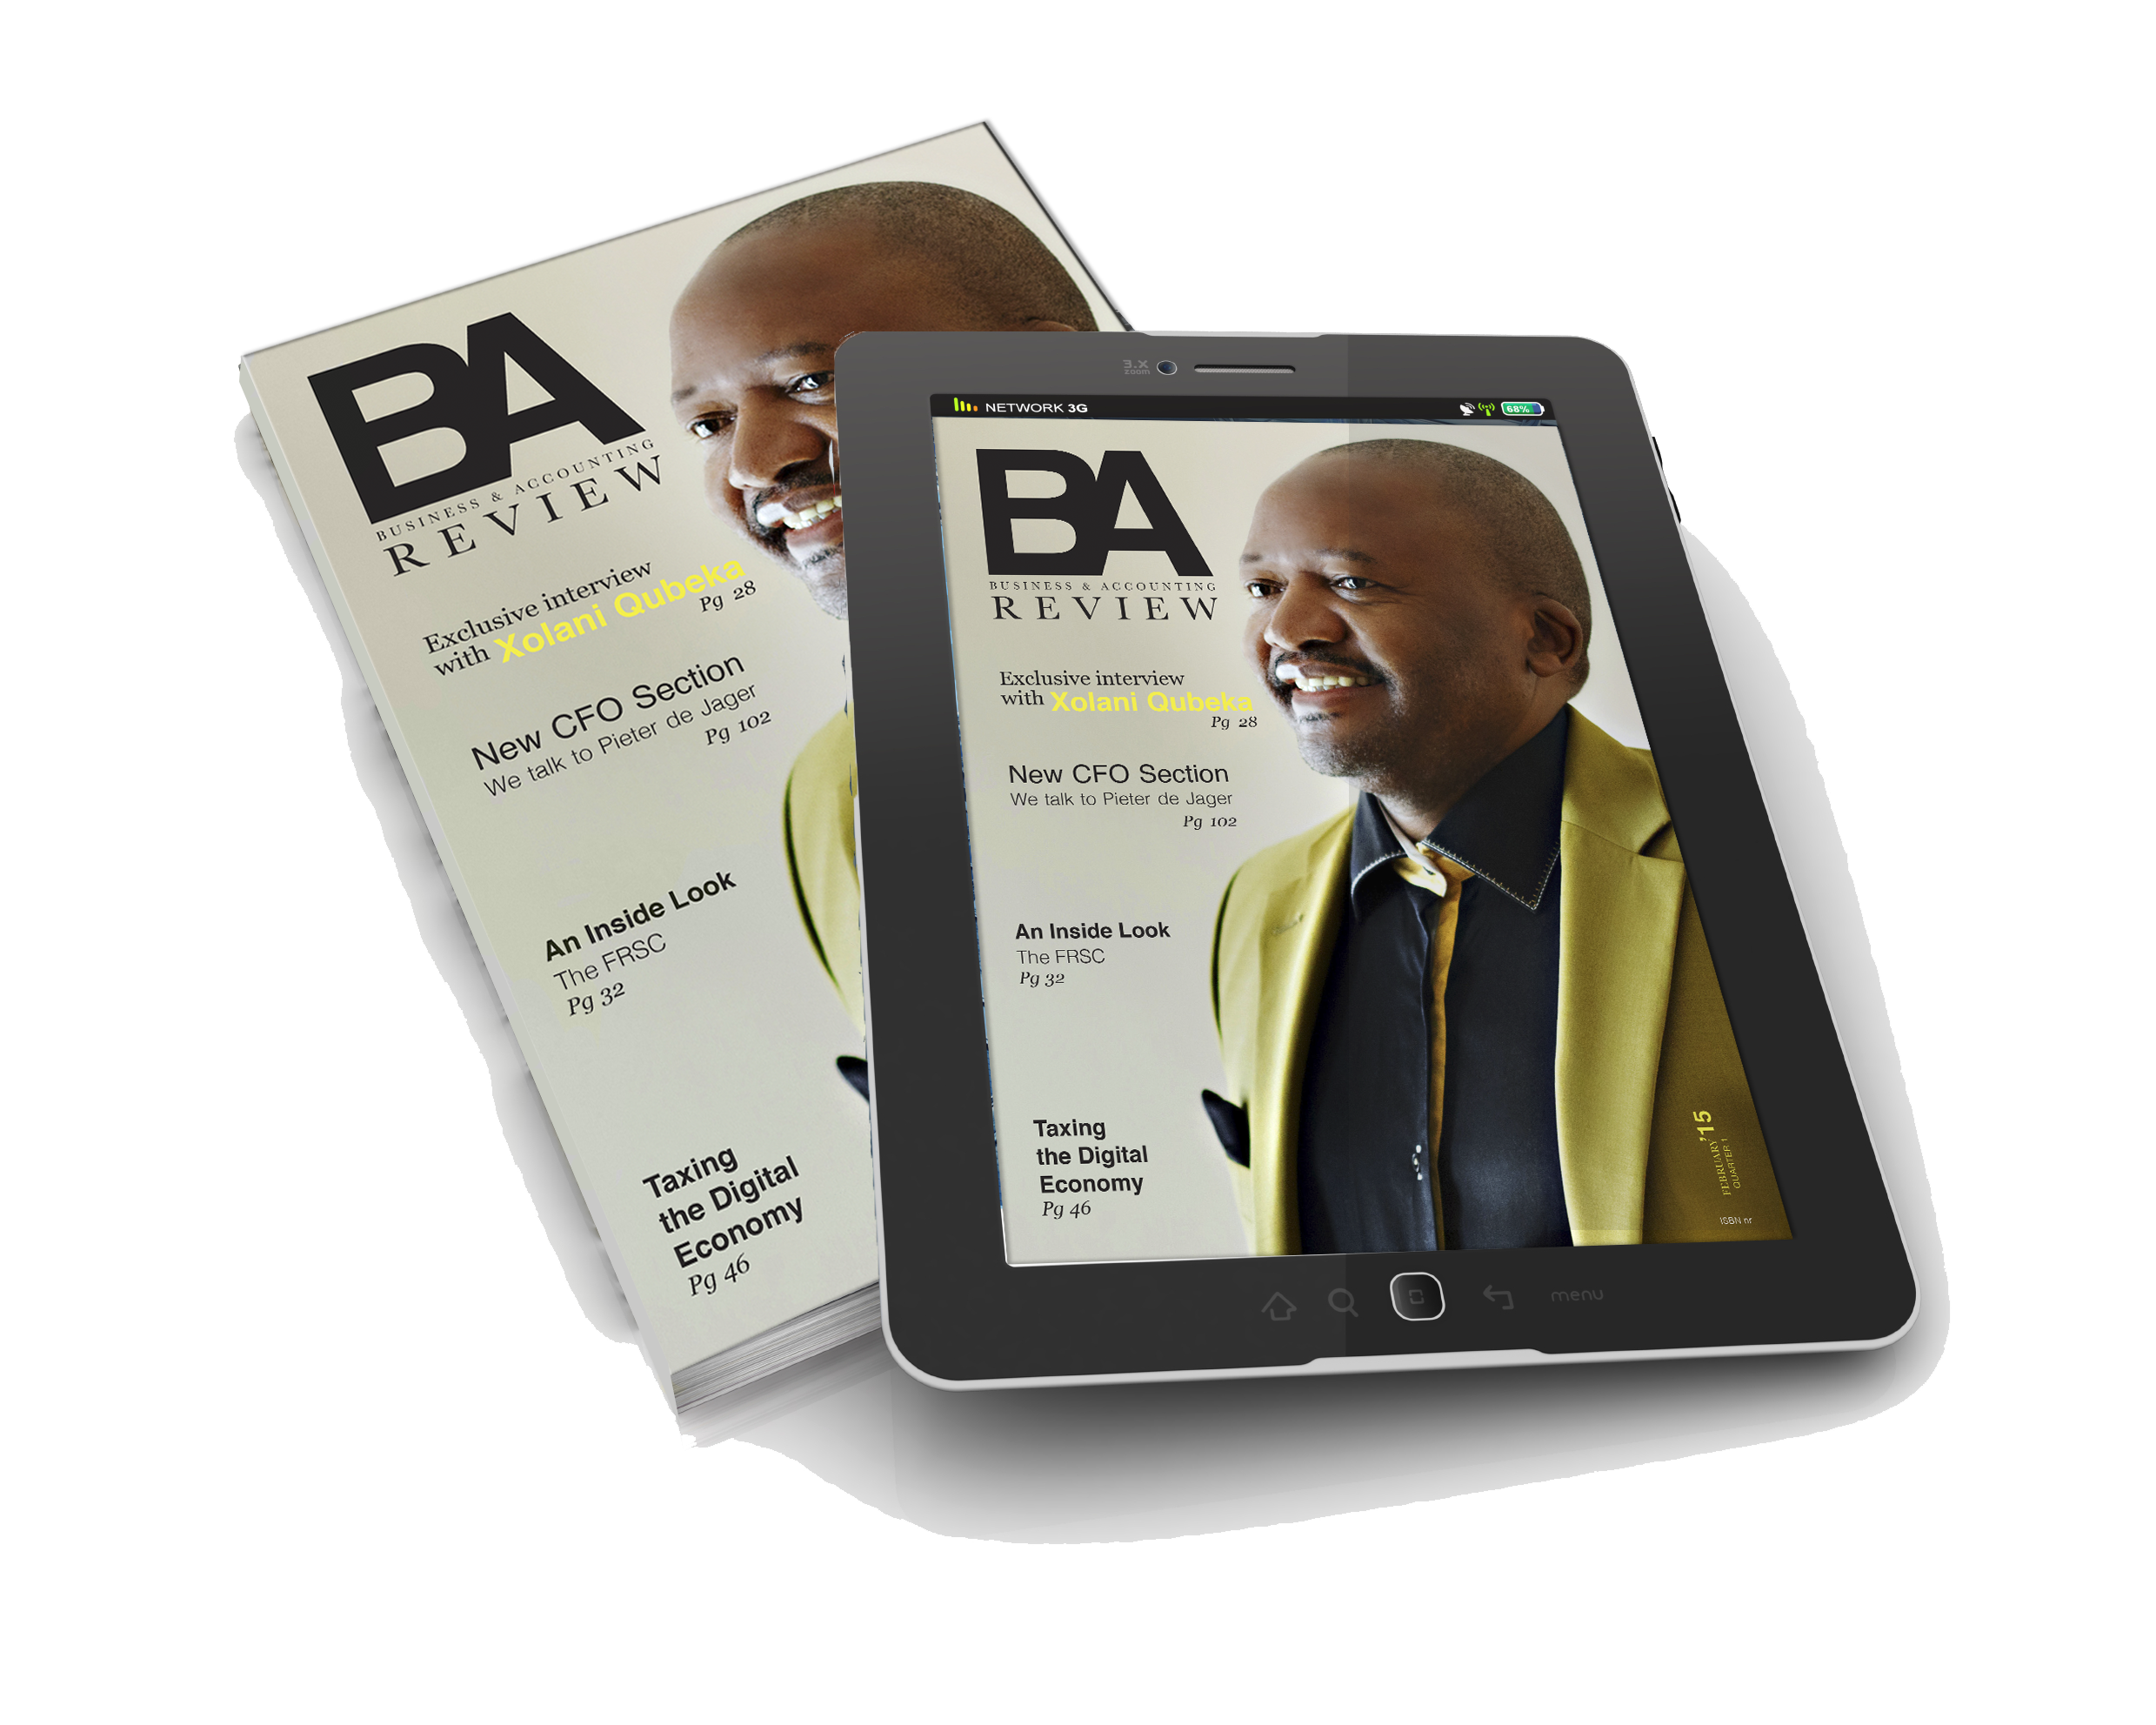 BA
BUSINESS & ACCOUNTING
REVIEW
Exclusive interview
with Xolani Qubeka
Pg 28
New CFO Section
We talk to Pieter de Jager
Pg 102
An Inside Look
The FRSC
Pg 32
Taxing
the Digital
Economy
Pg 46
3.X
zoom
NETWORK 3G
68%
BA
BUSINESS & ACCOUNTING
REVIEW
Exclusive interview
with Xolani Qubeka
Pg 28
New CFO Section
We talk to Pieter de Jager
Pg 102
An Inside Look
The FRSC
Pg 32
Taxing
the Digital
Economy
Pg 46
FEBRUARY '15
QUARTER 1
ISBN nr
menu